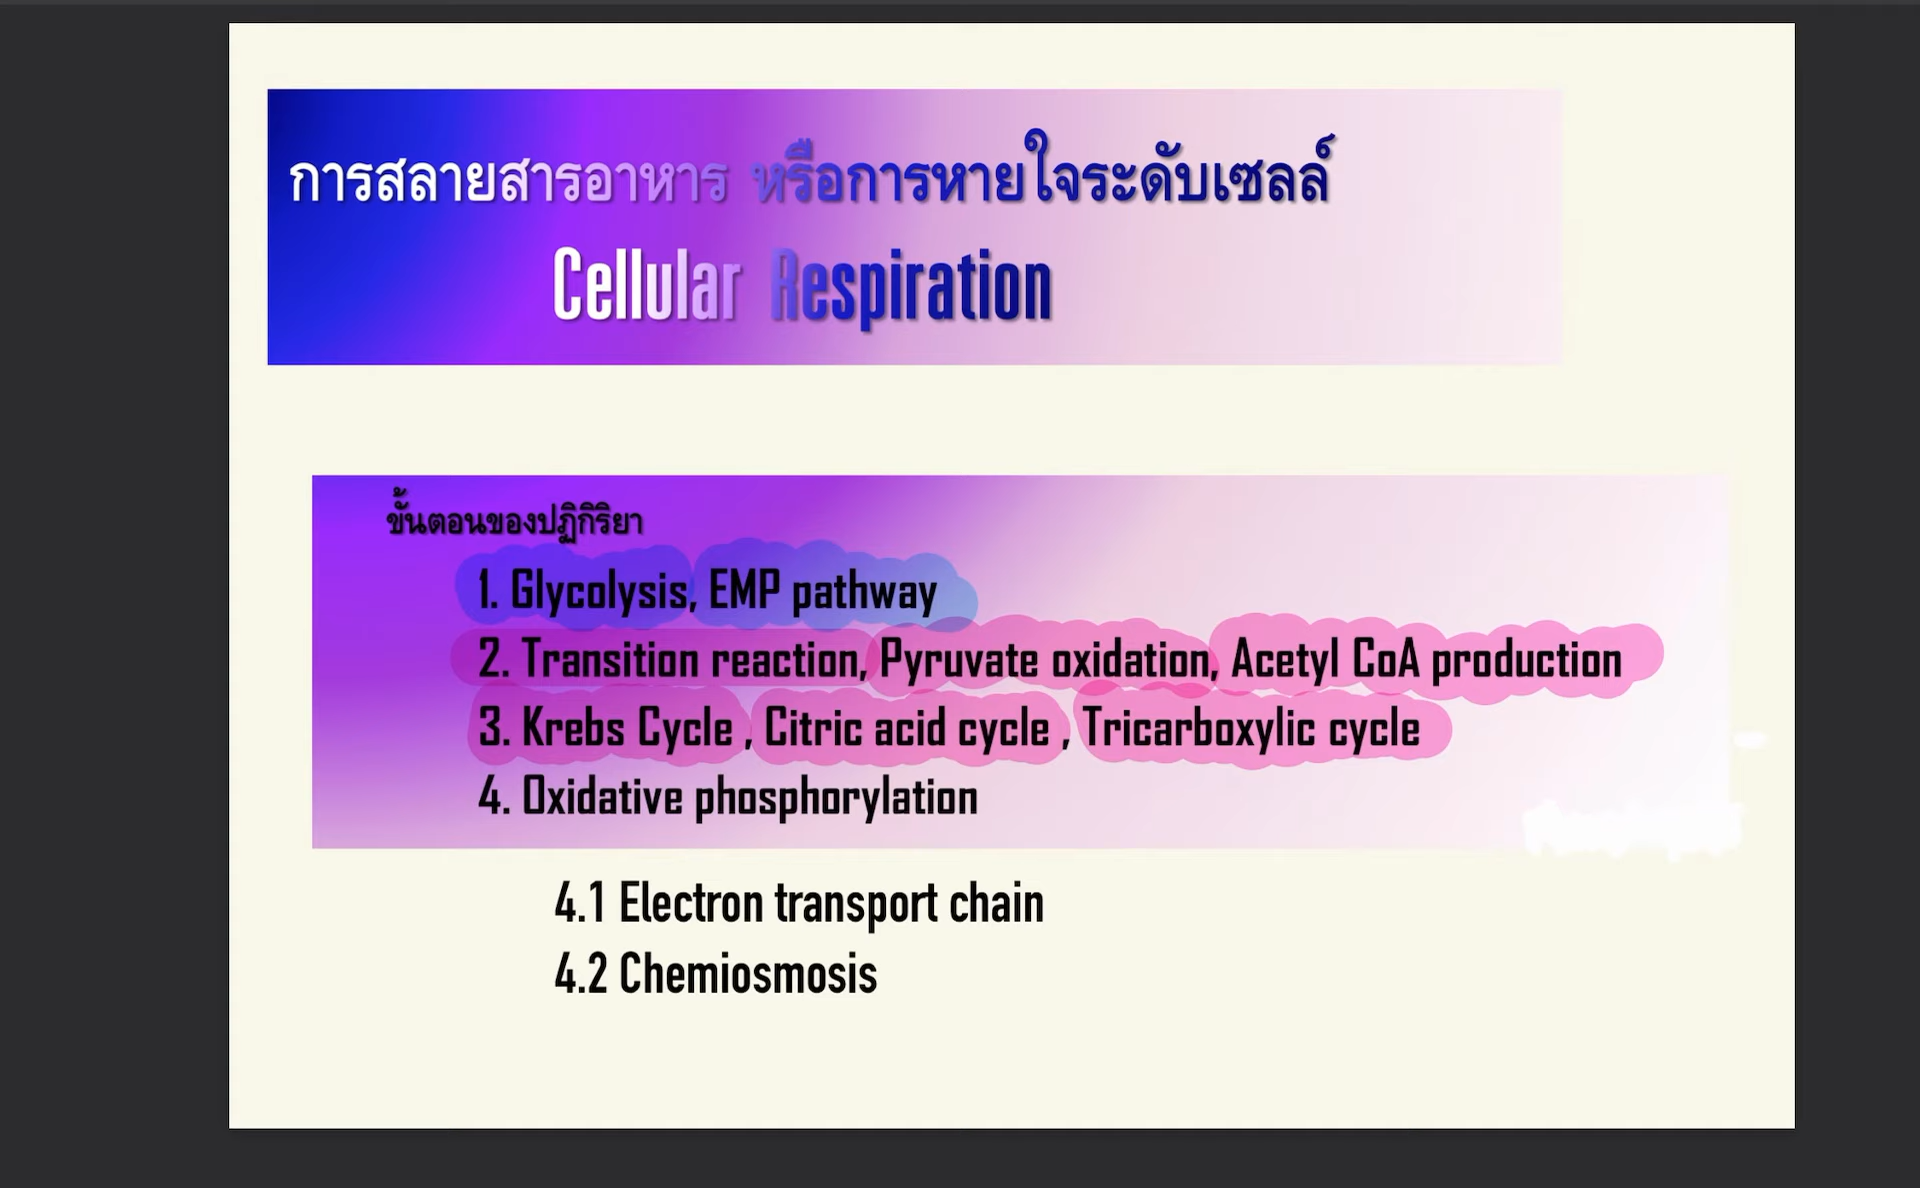 การสลายสารอาหาร หรือการหายใจระดับเซลล์
Cellular Respiration
ขั้นตอนของปฏิกิริยา
1. Glycolysis, EMP pathway
2. Transition reaction, Pyruvate oxidation, Acetyl CoA production
3. Krebs Cycle , Citric acid cycle , Tricarboxylic cycle
4. Oxidative phosphorylation
4.1 Electron transport chain
4.2 Chemiosmosis